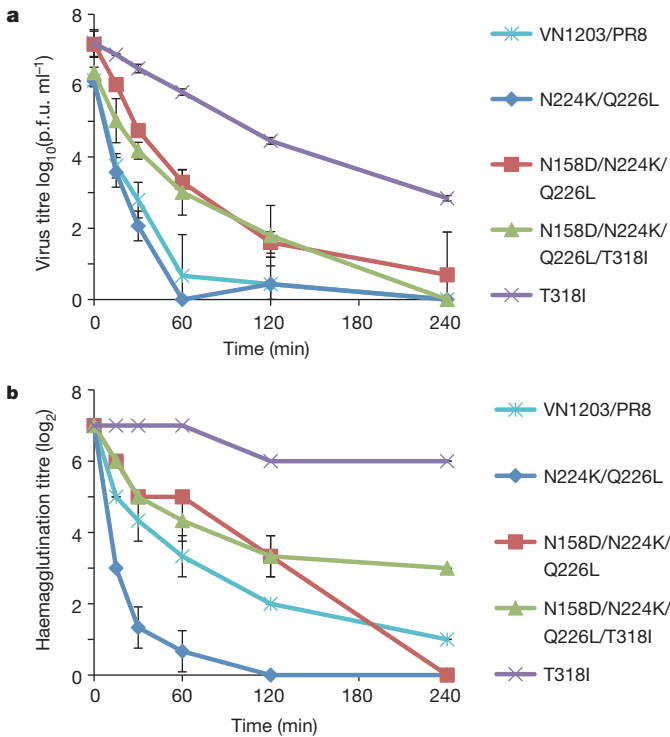 a
8
6
4
2
0
Virus titre log₁₀(p.f.u. ml⁻¹)
0 60 120 180 240
Time (min)
VN1203/PR8
N224K/Q226L
N158D/N224K/
Q226L
N158D/N224K/
Q226L/T318I
T318I
b
8
6
4
2
0
Haemagglutination titre (log₂)
0 60 120 180 240
Time (min)
VN1203/PR8
N224K/Q226L
N158D/N224K/
Q226L
N158D/N224K/
Q226L/T318I
T318I